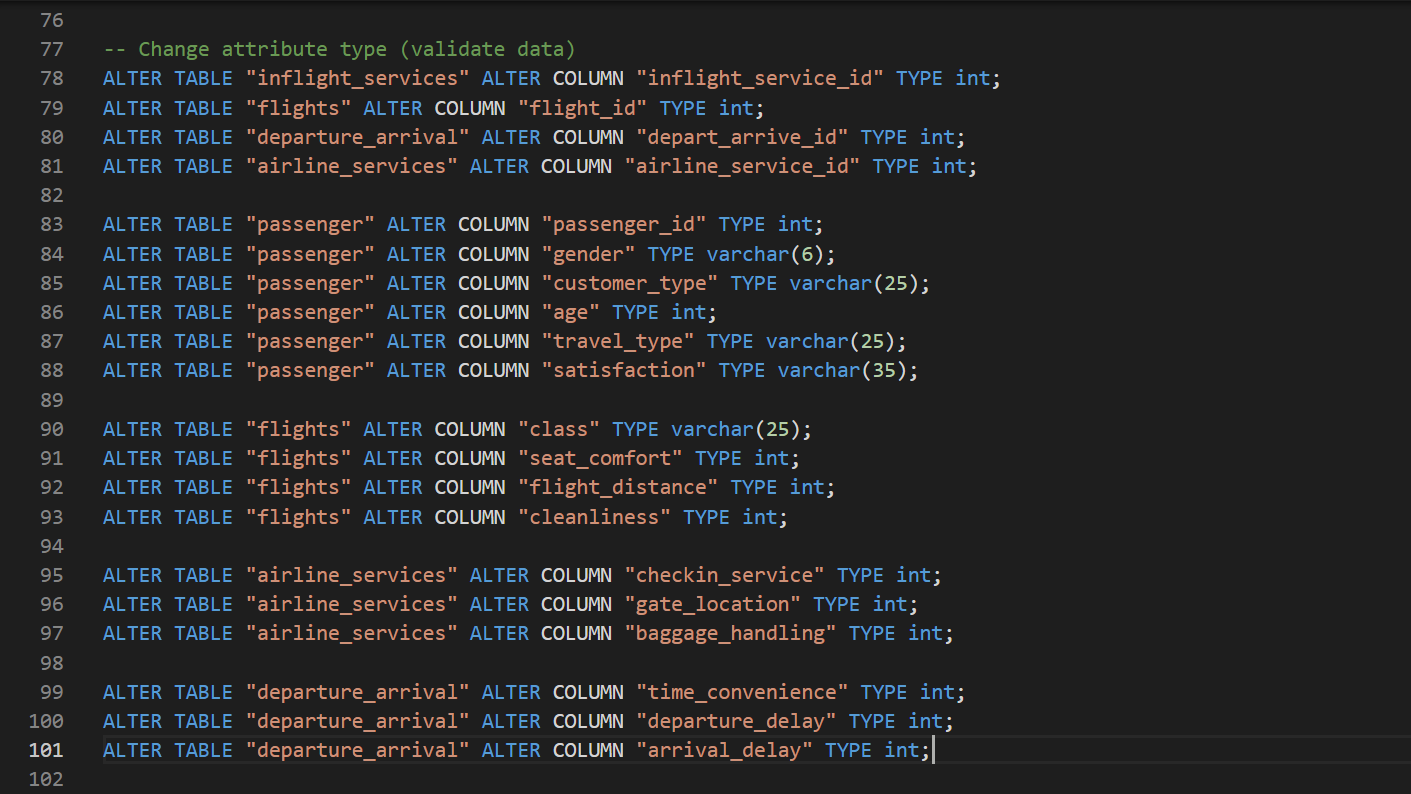 76
77 -- Change attribute type (validate data)
78 ALTER TABLE "inflight_services" ALTER COLUMN "inflight_service_id" TYPE int;
79 ALTER TABLE "flights" ALTER COLUMN "flight_id" TYPE int;
80 ALTER TABLE "departure_arrival" ALTER COLUMN "depart_arrive_id" TYPE int;
81 ALTER TABLE "airline_services" ALTER COLUMN "airline_service_id" TYPE int;
82
83 ALTER TABLE "passenger" ALTER COLUMN "passenger_id" TYPE int;
84 ALTER TABLE "passenger" ALTER COLUMN "gender" TYPE varchar(6);
85 ALTER TABLE "passenger" ALTER COLUMN "customer_type" TYPE varchar(25);
86 ALTER TABLE "passenger" ALTER COLUMN "age" TYPE int;
87 ALTER TABLE "passenger" ALTER COLUMN "travel_type" TYPE varchar(25);
88 ALTER TABLE "passenger" ALTER COLUMN "satisfaction" TYPE varchar(35);
89
90 ALTER TABLE "flights" ALTER COLUMN "class" TYPE varchar(25);
91 ALTER TABLE "flights" ALTER COLUMN "seat_comfort" TYPE int;
92 ALTER TABLE "flights" ALTER COLUMN "flight_distance" TYPE int;
93 ALTER TABLE "flights" ALTER COLUMN "cleanliness" TYPE int;
94
95 ALTER TABLE "airline_services" ALTER COLUMN "checkin_service" TYPE int;
96 ALTER TABLE "airline_services" ALTER COLUMN "gate_location" TYPE int;
97 ALTER TABLE "airline_services" ALTER COLUMN "baggage_handling" TYPE int;
98
99 ALTER TABLE "departure_arrival" ALTER COLUMN "time_convenience" TYPE int;
100 ALTER TABLE "departure_arrival" ALTER COLUMN "departure_delay" TYPE int;
101 ALTER TABLE "departure_arrival" ALTER COLUMN "arrival_delay" TYPE int;
102